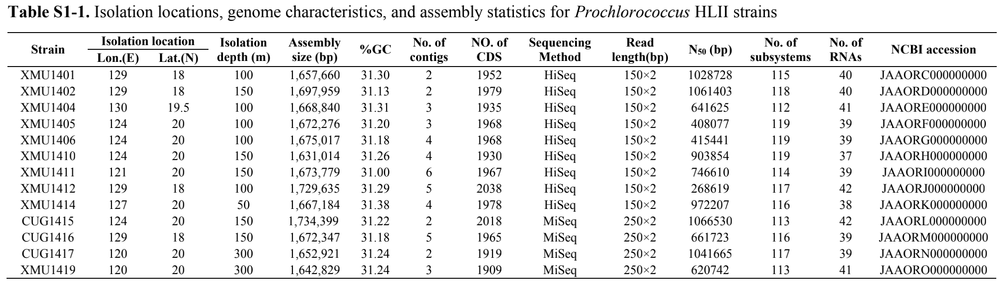 Table S1-1. Isolation locations, genome characteristics, and assembly statistics for Prochlorococcus HLII strains
Strain Isolation location Isolation depth (m) Assembly size (bp) %GC No. of contigs NO. of CDS Sequencing Method Read length(bp) N50 (bp) No. of subsystems No. of RNAs NCBI accession
Lon.(E) Lat.(N)
XMU1401 129 18 100 1,657,660 31.30 2 1952 HiSeq 150×2 1028728 115 40 JAAORC000000000
XMU1402 129 18 150 1,697,959 31.13 2 1979 HiSeq 150×2 1061403 118 40 JAAORD000000000
XMU1404 130 19.5 100 1,668,840 31.31 3 1935 HiSeq 150×2 641625 112 41 JAAORE000000000
XMU1405 124 20 100 1,672,276 31.20 3 1968 HiSeq 150×2 408077 119 39 JAAORF000000000
XMU1406 124 20 100 1,675,017 31.18 4 1968 HiSeq 150×2 415441 119 39 JAAORG000000000
XMU1410 124 20 150 1,631,014 31.26 4 1930 HiSeq 150×2 903854 119 37 JAAORH000000000
XMU1411 121 20 150 1,673,779 31.00 6 1967 HiSeq 150×2 746610 114 39 JAAORI000000000
XMU1412 129 18 100 1,729,635 31.29 5 2038 HiSeq 150×2 268619 117 42 JAAORJ000000000
XMU1414 127 20 50 1,667,184 31.38 4 1978 HiSeq 150×2 972207 116 38 JAAORK000000000
CUG1415 124 20 150 1,734,399 31.22 2 2018 MiSeq 250×2 1066530 113 42 JAAORL000000000
CUG1416 129 18 150 1,672,347 31.18 5 1965 MiSeq 250×2 661723 116 39 JAAORM000000000
CUG1417 120 20 300 1,652,921 31.24 2 1919 MiSeq 250×2 1041665 117 39 JAAORN000000000
XMU1419 120 20 300 1,642,829 31.24 3 1909 MiSeq 250×2 620742 113 41 JAAORO000000000